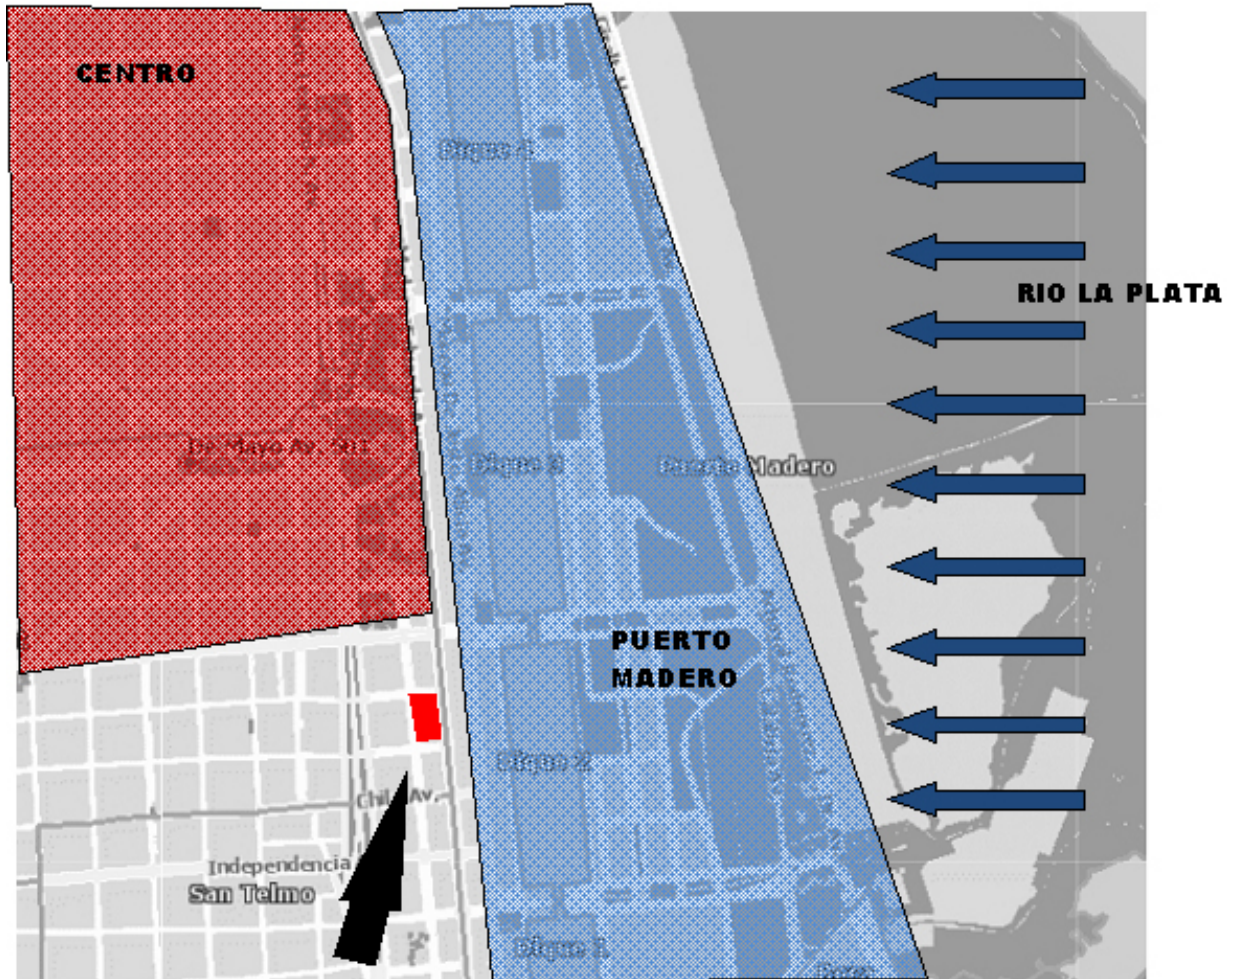 CENTRO
Dique 4
RIO LA PLATA
De Mayo Av. 901
Dique 3
Puerto Madero
PUERTO
MADERO
Dique 2
Chile Av.
Independencia
San Telmo
Dique 1